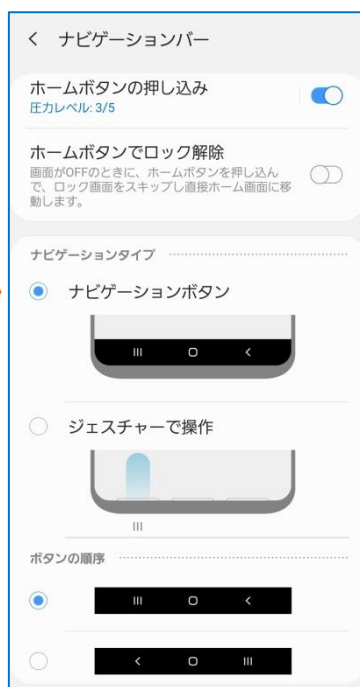 ナビゲーションバー
ホームボタンの押し込み
圧力レベル: 3/5
ホームボタンでロック解除
画面がOFFのときに、ホームボタンを押し込ん
で、ロック画面をスキップし直接ホーム画面に移
動します。
ナビゲーションタイプ
ナビゲーションボタン
ジェスチャーで操作
ボタンの順序